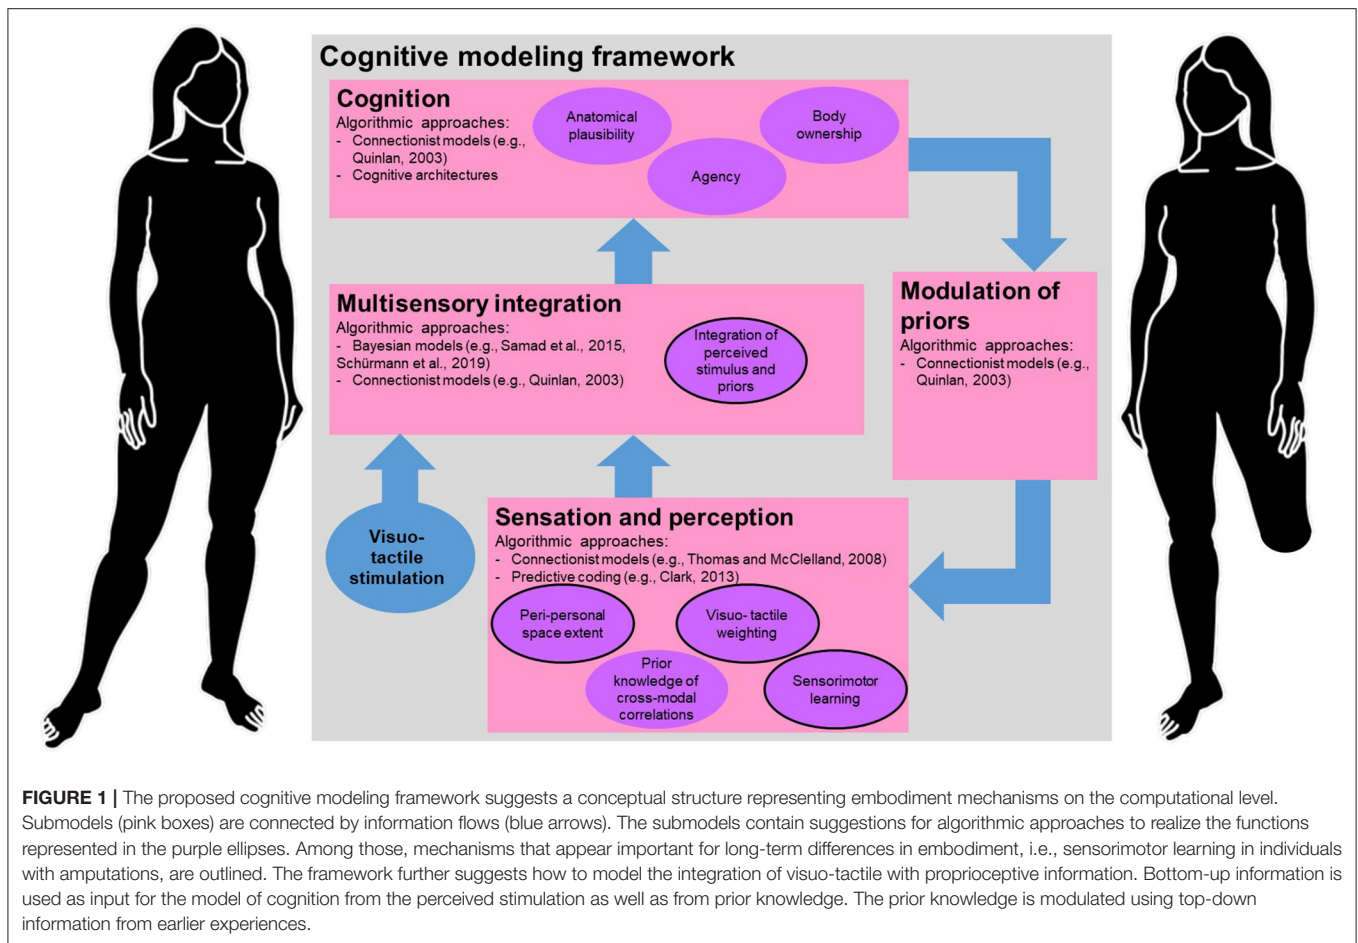 Cognitive modeling framework
Cognition
Algorithmic approaches:
- Connectionist models (e.g.,
Quinlan, 2003)
- Cognitive architectures
Anatomical
plausibility
Body
ownership
Agency
Multisensory integration
Algorithmic approaches:
- Bayesian models (e.g., Samad et al., 2015,
Schürmann et al., 2019)
- Connectionist models (e.g., Quinlan, 2003)
Integration of
perceived
stimulus and
priors
Modulation of
priors
Algorithmic approaches:
- Connectionist models (e.g.,
Quinlan, 2003)
Visuo-
tactile
stimulation
Sensation and perception
Algorithmic approaches:
- Connectionist models (e.g., Thomas and McClelland, 2008)
- Predictive coding (e.g., Clark, 2013)
Peri-personal
space extent
Visuo- tactile
weighting
Prior
knowledge of
cross-modal
correlations
Sensorimotor
learning
FIGURE 1 | The proposed cognitive modeling framework suggests a conceptual structure representing embodiment mechanisms on the computational level.
Submodels (pink boxes) are connected by information flows (blue arrows). The submodels contain suggestions for algorithmic approaches to realize the functions
represented in the purple ellipses. Among those, mechanisms that appear important for long-term differences in embodiment, i.e., sensorimotor learning in individuals
with amputations, are outlined. The framework further suggests how to model the integration of visuo-tactile with proprioceptive information. Bottom-up information is
used as input for the model of cognition from the perceived stimulation as well as from prior knowledge. The prior knowledge is modulated using top-down
information from earlier experiences.